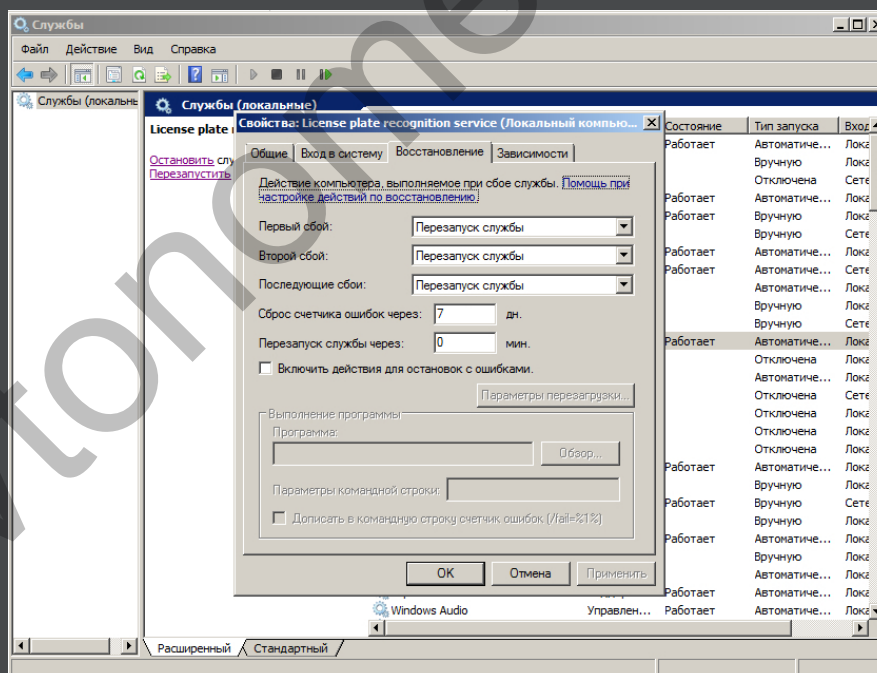 Службы
Файл Действие Вид Справка
Службы (локальн
Службы (локальные)
License plate
Остановить слу
Перезапустить
Свойства: License plate recognition service (Локальный компью...
Общие Вход в систему Восстановление Зависимости
Действие компьютера, выполняемое при сбое службы. Помощь при
настройке действий по восстановлению.
Первый сбой: Перезапуск службы
Второй сбой: Перезапуск службы
Последующие сбои: Перезапуск службы
Сброс счетчика ошибок через: 7 дн.
Перезапуск службы через: 0 мин.
Включить действия для остановок с ошибками.
Параметры перезагрузки...
Выполнение программы
Программа:
Обзор...
Параметры командной строки:
Дописать в командную строку счетчик ошибок (/fail=%1%)
OK Отмена Применить
Состояние Тип запуска Вход
Работает Автоматиче... Лока
Вручную Лока
Отключена Сете
Работает Автоматиче... Лока
Работает Вручную Лока
Вручную Сете
Работает Автоматиче... Лока
Работает Автоматиче... Сете
Автоматиче... Лока
Вручную Лока
Вручную Сете
Работает Автоматиче... Лока
Отключена Лока
Автоматиче... Лока
Отключена Сете
Отключена Лока
Отключена Лока
Отключена Лока
Работает Автоматиче... Лока
Вручную Лока
Работает Вручную Сете
Вручную Лока
Работает Автоматиче... Лока
Вручную Лока
Автоматиче... Лока
Работает Автоматиче... Лока
Windows Audio Управлен... Работает Автоматиче... Лока
Расширенный Стандартный